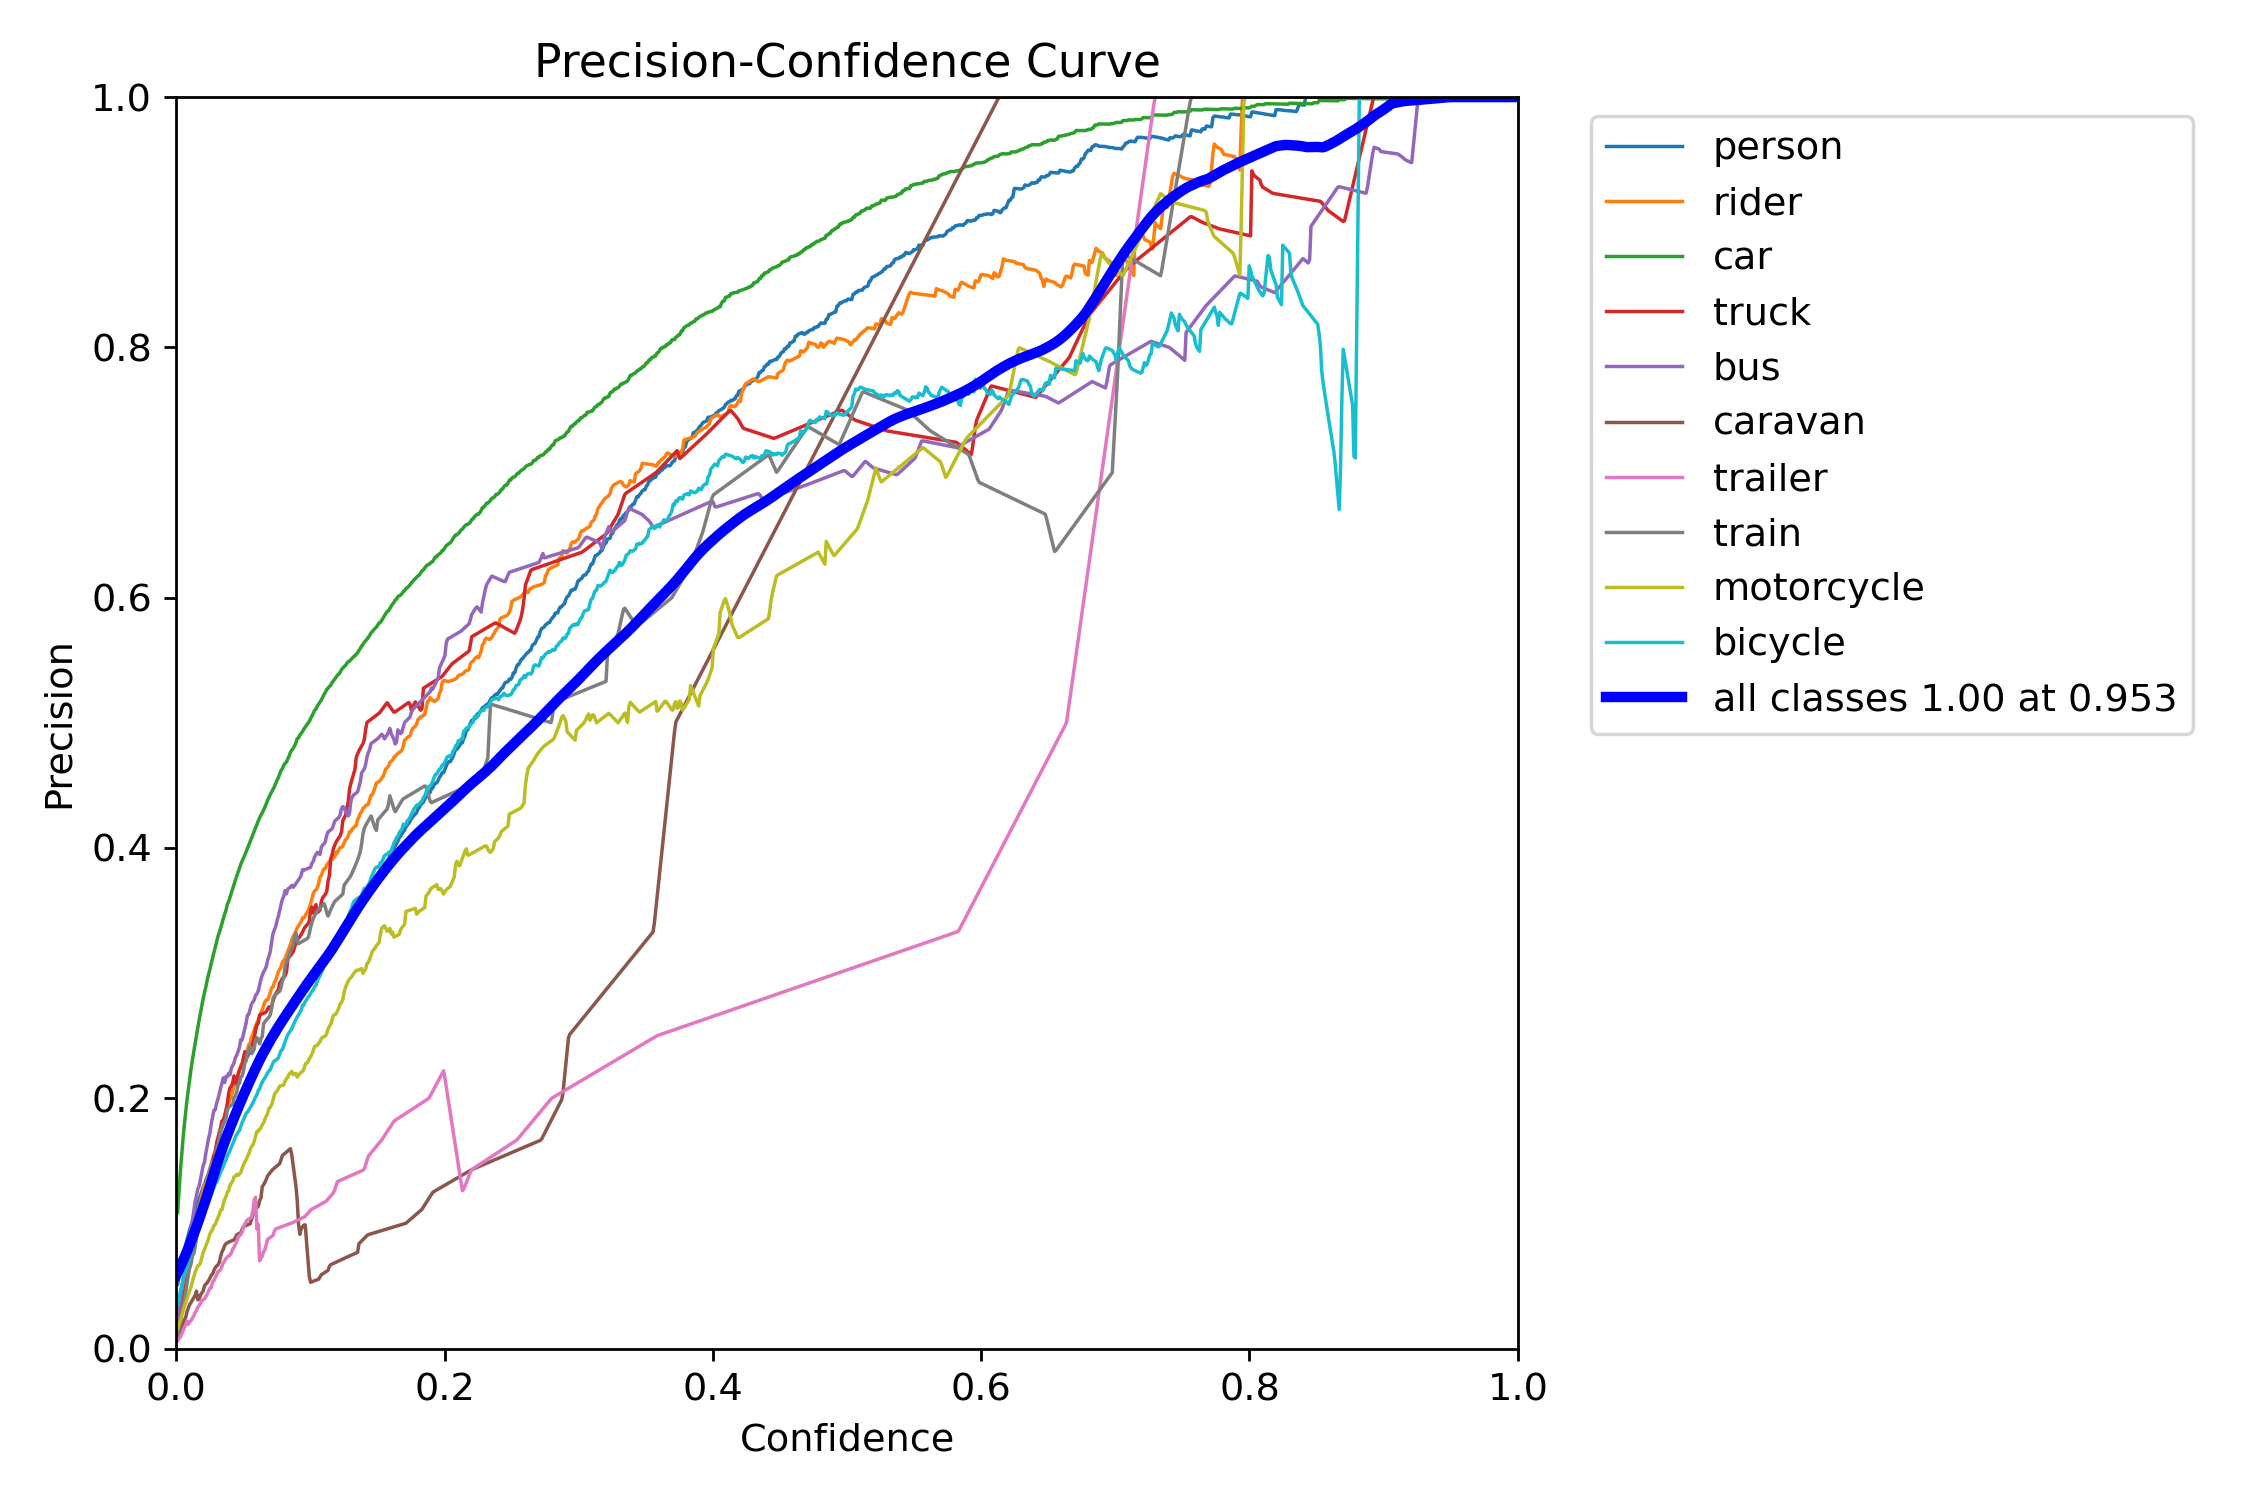 Precision-Confidence Curve
1.0
0.8
0.6
0.4
0.2
0.0
Precision
0.0 0.2 0.4 0.6 0.8 1.0
Confidence
person
rider
car
truck
bus
caravan
trailer
train
motorcycle
bicycle
all classes 1.00 at 0.953